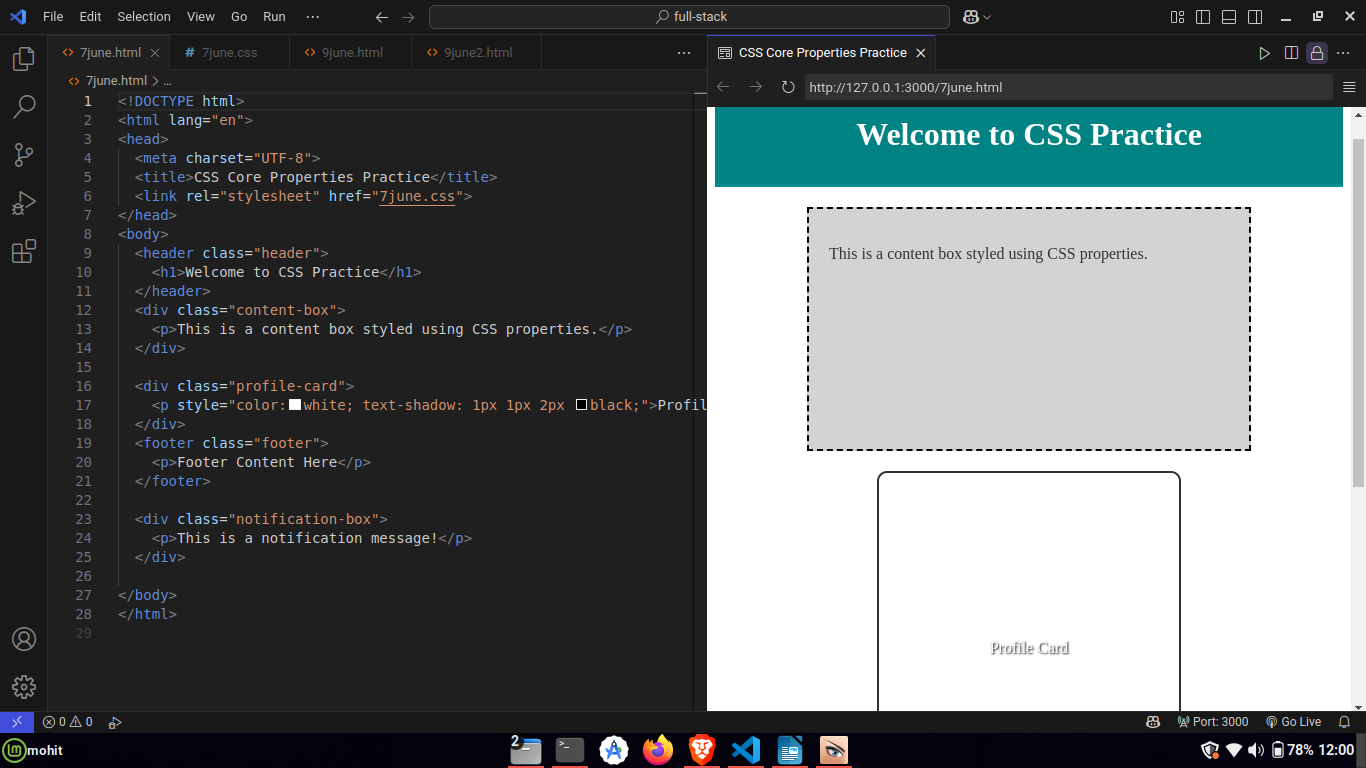 File Edit Selection View Go Run ··· full-stack
7june.html 7june.css 9june.html 9june2.html ···
7june.html > ...
1 <!DOCTYPE html>
2 <html lang="en">
3 <head>
4 <meta charset="UTF-8">
5 <title>CSS Core Properties Practice</title>
6 <link rel="stylesheet" href="7june.css">
7 </head>
8 <body>
9 <header class="header">
10 <h1>Welcome to CSS Practice</h1>
11 </header>
12 <div class="content-box">
13 <p>This is a content box styled using CSS properties.</p>
14 </div>
15
16 <div class="profile-card">
17 <p style="color:white; text-shadow: 1px 1px 2px black;">Profil
18 </div>
19 <footer class="footer">
20 <p>Footer Content Here</p>
21 </footer>
22
23 <div class="notification-box">
24 <p>This is a notification message!</p>
25 </div>
26
27 </body>
28 </html>
29
CSS Core Properties Practice ···
http://127.0.0.1:3000/7june.html
Welcome to CSS Practice
This is a content box styled using CSS properties.
Profile Card
0 0 Port: 3000 Go Live
mohit 2 78% 12:00